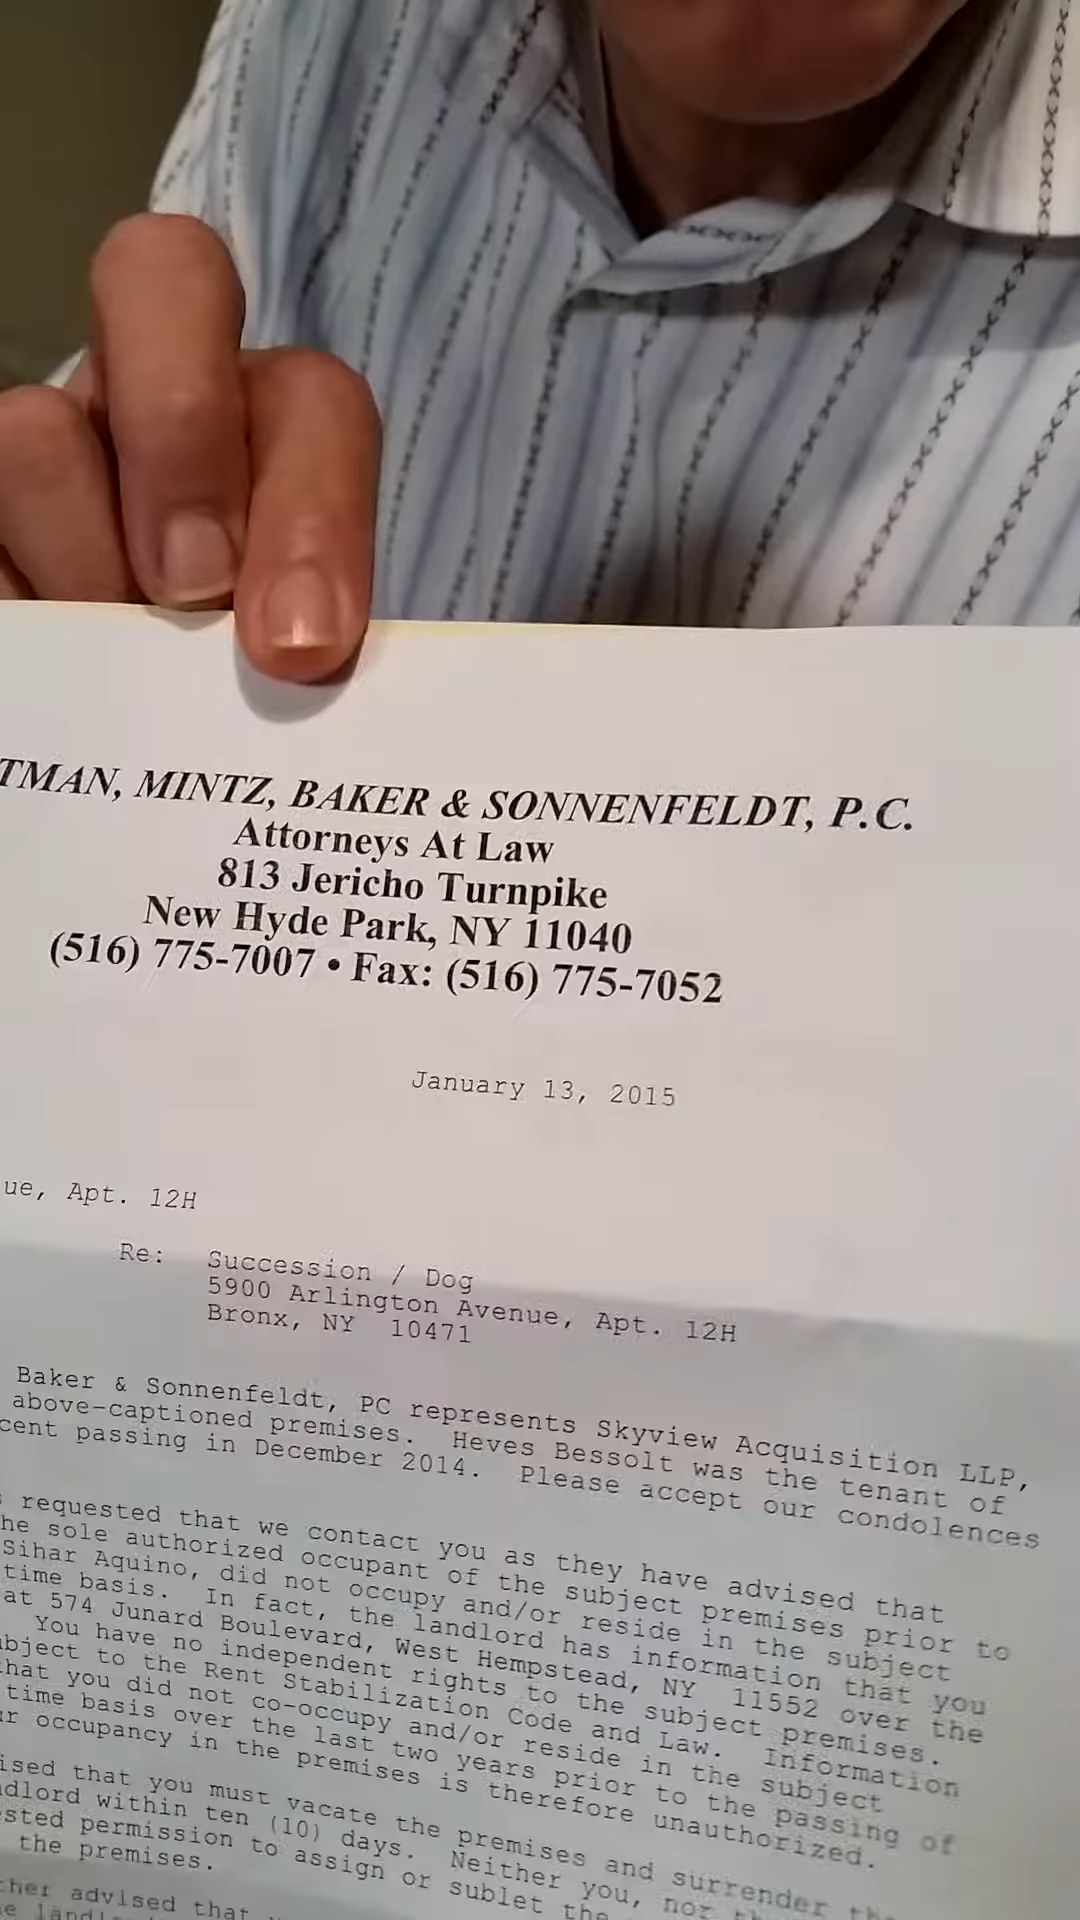 TMAN, MINTZ, BAKER & SONNENFELDT, P.C.
Attorneys At Law
813 Jericho Turnpike
New Hyde Park, NY 11040
(516) 775-7007 • Fax: (516) 775-7052
January 13, 2015
ue, Apt. 12H
Re: Succession / Dog
5900 Arlington Avenue, Apt. 12H
Bronx, NY 10471
Baker & Sonnenfeldt, PC represents Skyview Acquisition LLP,
above-captioned premises. Heves Bessolt was the tenant of
cent passing in December 2014. Please accept our condolences
requested that we contact you as they have advised that
he sole authorized occupant of the subject premises prior to
Sihar Aquino, did not occupy and/or reside in the subject
time basis. In fact, the landlord has information that you
at 574 Junard Boulevard, West Hempstead, NY 11552 over the
You have no independent rights to the subject premises.
bject to the Rent Stabilization Code and Law. Information
hat you did not co-occupy and/or reside in the subject
time basis over the last two years prior to the passing of
r occupancy in the premises is therefore unauthorized.
ised that you must vacate the premises and surrender
dlord within ten (10) days. Neither you, nor
sted permission to assign or sublet the
the premises.
ther advised that
e landl